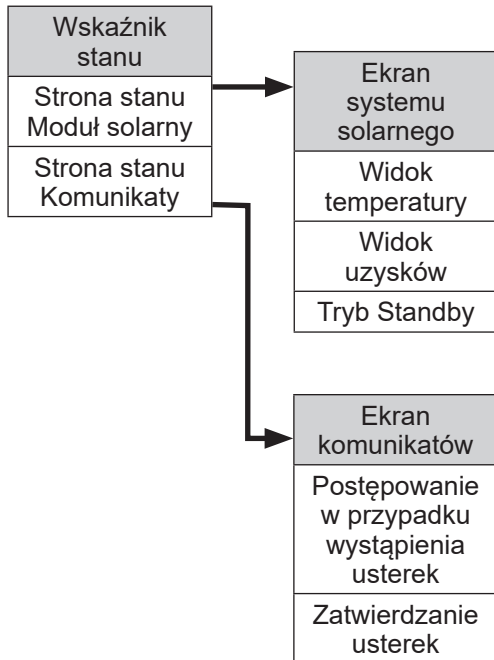 Wskaźnik
stanu
Strona stanu
Moduł solarny
Strona stanu
Komunikaty
Ekran
systemu
solarnego
Widok
temperatury
Widok
uzysków
Tryb Standby
Ekran
komunikatów
Postępowanie
w przypadku
wystąpienia
usterek
Zatwierdzanie
usterek